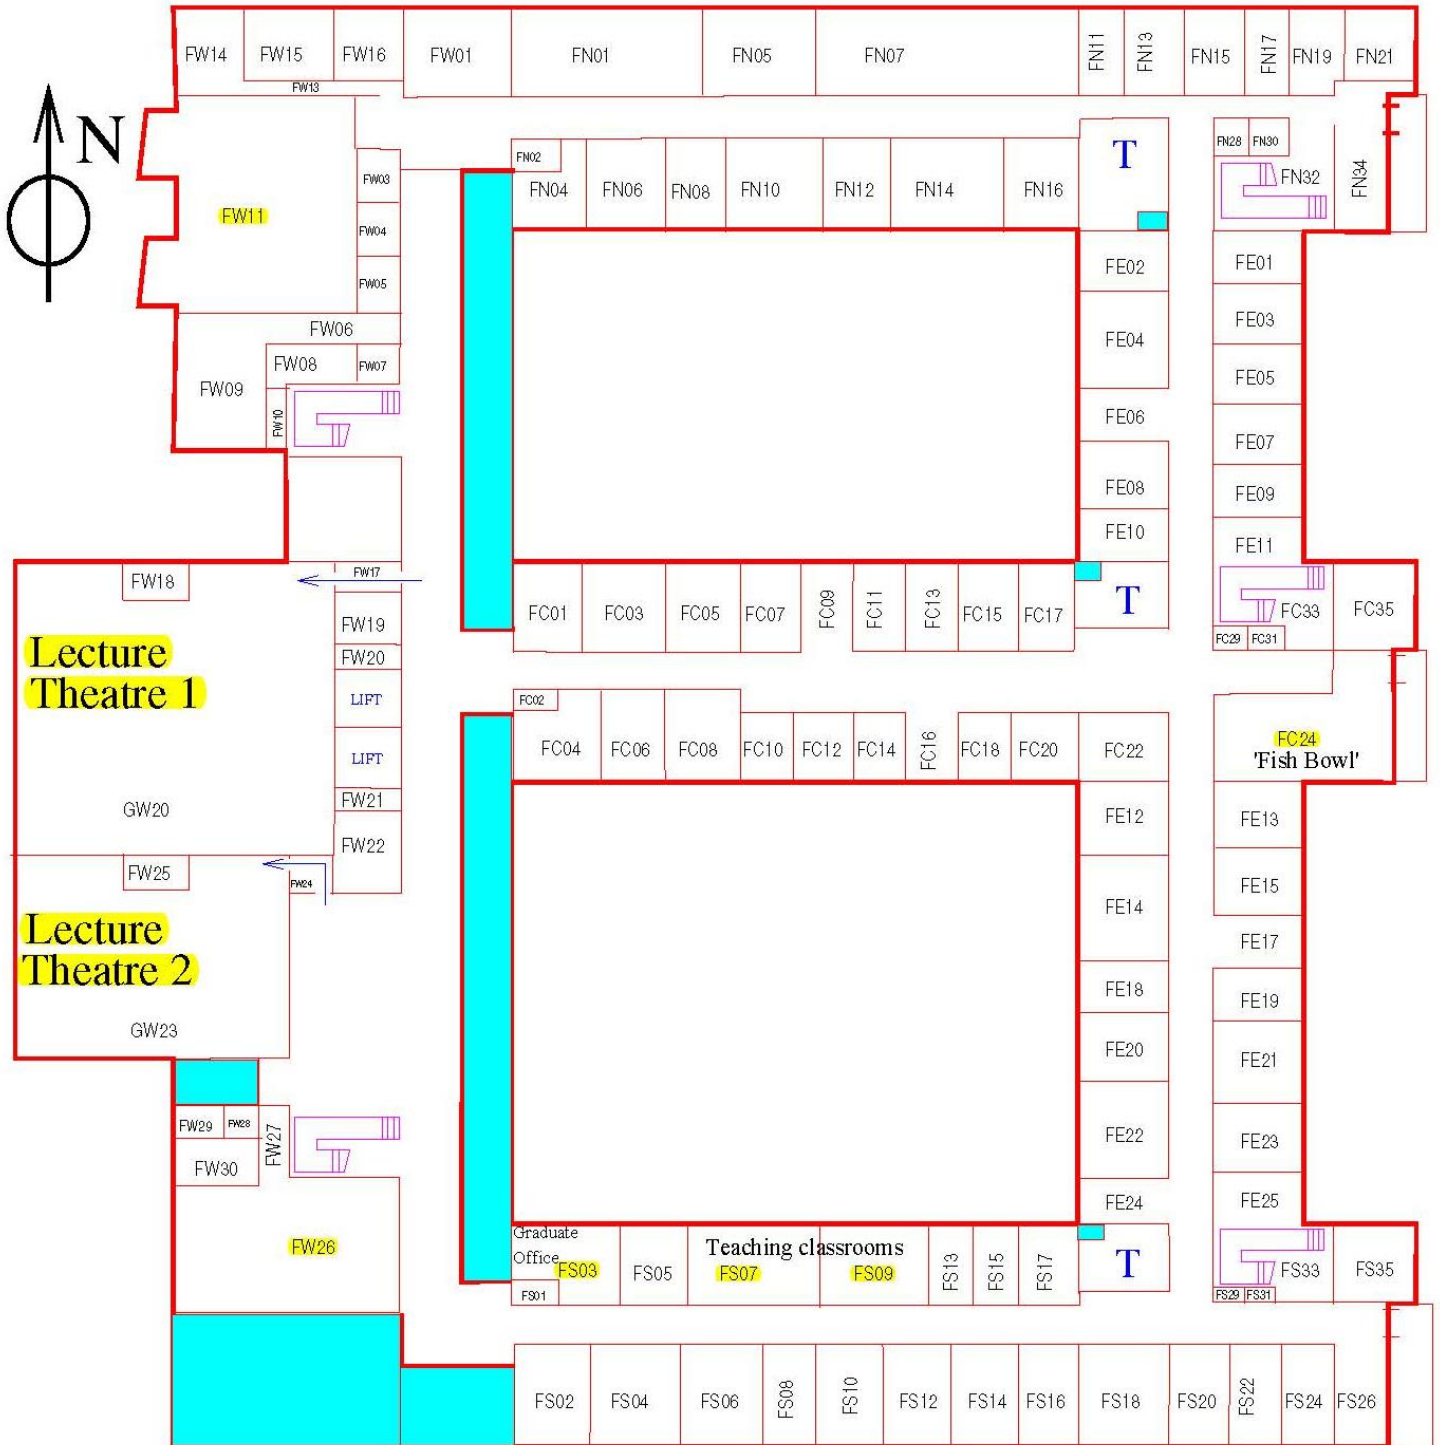 FW14 FW15 FW16 FW01 FN01 FN05 FN07 FN11 FN13 FN15 FN17 FN19 FN21
FW13
N
FN02 T FN28 FN30
FW03 FN04 FN06 FN08 FN10 FN12 FN14 FN16 FN32 FN34
FW11
FW04
FE02 FE01
FW05
FW06 FE04 FE03
FW08 FW07
FW09 FE05
FW10 FE06
FE07
FE08 FE09
FE10 FE11
FW18 FW17
FC01 FC03 FC05 FC07 FC09 FC11 FC13 FC15 FC17 T FC33 FC35
FW19 FC29 FC31
Lecture
Theatre 1
FW20
LIFT FC02
FC04 FC06 FC08 FC10 FC12 FC14 FC16 FC18 FC20 FC22 FC24
LIFT 'Fish Bowl'
FW21
GW20 FE12 FE13
FW22
FW25 FW24 FE15
Lecture
Theatre 2
FE14
FE17
FE18 FE19
GW23
FE20 FE21
FW29 FW28 FW27
FW30 FE22 FE23
FE24 FE25
FW26
Graduate
Office FS03 FS05
Teaching classrooms
FS07 FS09 FS13 FS15 FS17 T FS33 FS35
FS01 FS29 FS31
FS02 FS04 FS06 FS08 FS10 FS12 FS14 FS16 FS18 FS20 FS22 FS24 FS26